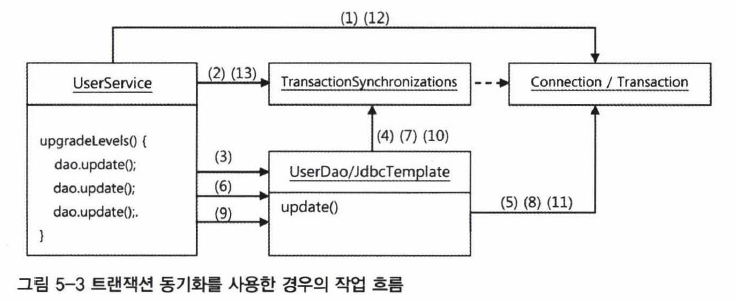 (1) (12)
UserService
(2) (13)
TransactionSynchronizations
Connection / Transaction
upgradeLevels() {
dao.update();
dao.update();
dao.update();.
}
(3)
(6)
(9)
(4) (7) (10)
UserDao/JdbcTemplate
update()
(5) (8) (11)
그림 5-3 트랜잭션 동기화를 사용한 경우의 작업 흐름